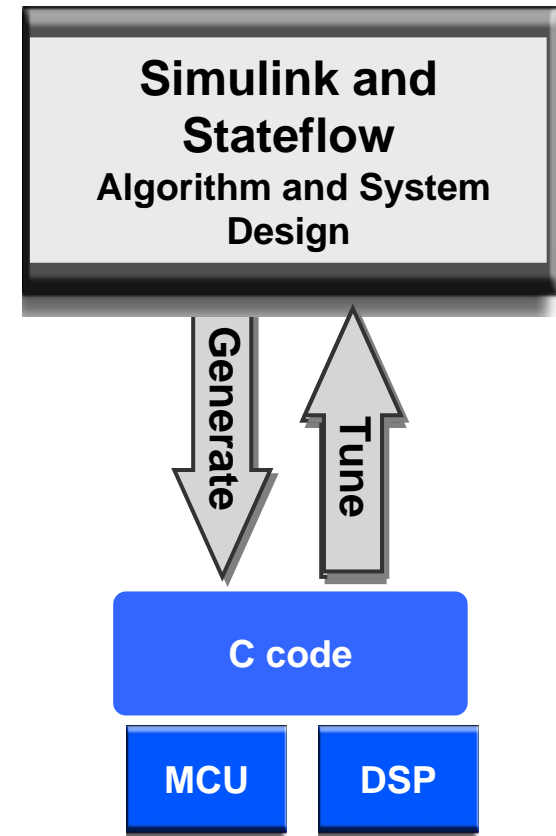 Simulink and
Stateflow
Algorithm and System
Design
Generate
Tune
C code
MCU
DSP